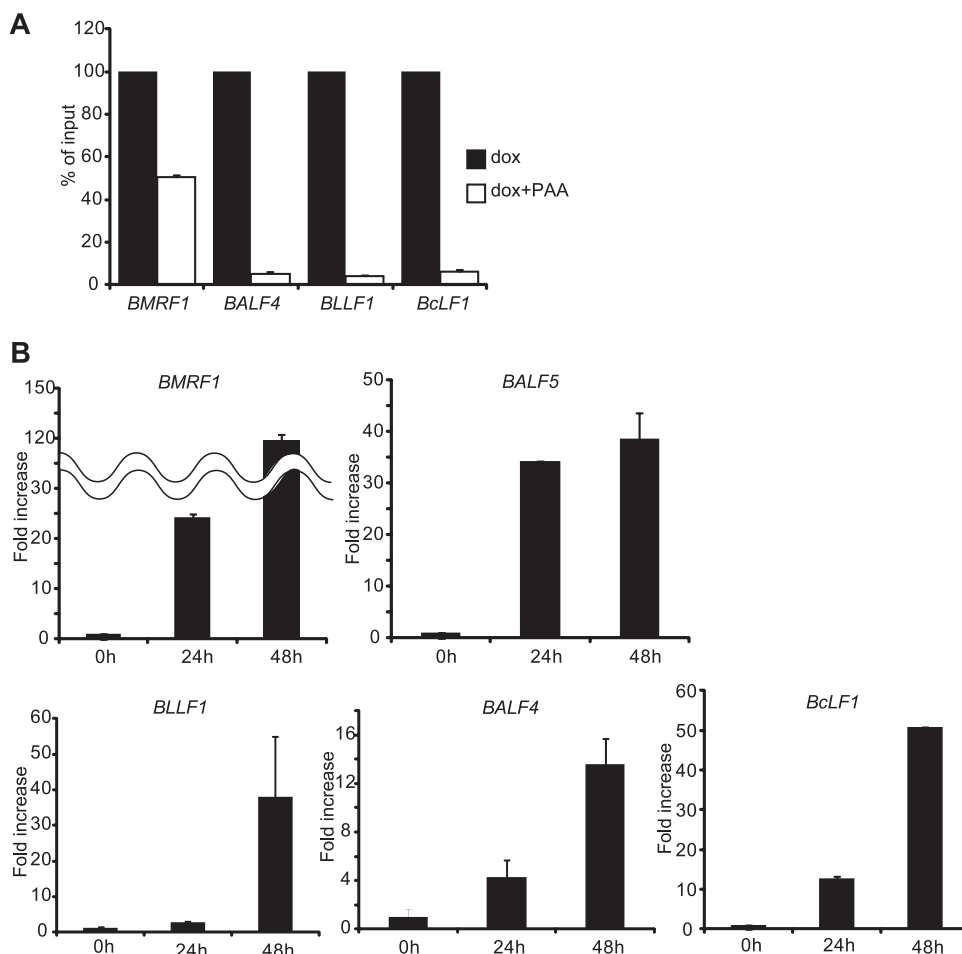 A
120
100
80
60
40
20
0
% of input
BMRF1 BALF4 BLLF1 BcLF1
dox
dox+PAA
B
BMRF1
150
120
30
20
10
0
Fold increase
0h 24h 48h
BALF5
50
40
30
20
10
0
Fold increase
0h 24h 48h
BLLF1
60
50
40
30
20
10
0
Fold increase
0h 24h 48h
BALF4
16
12
8
4
0
Fold increase
0h 24h 48h
BcLF1
60
50
40
30
20
10
0
Fold increase
0h 24h 48h